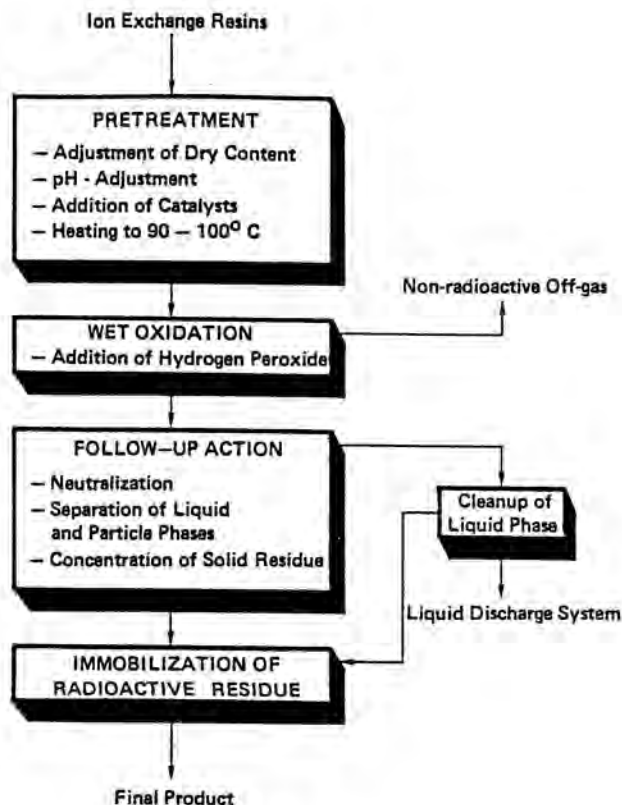 Ion Exchange Resins
PRETREATMENT
— Adjustment of Dry Content
— pH - Adjustment
— Addition of Catalysts
— Heating to 90 — 100⁰ C
Non-radioactive Off-gas
WET OXIDATION
— Addition of Hydrogen Peroxide
FOLLOW—UP ACTION
— Neutralization
— Separation of Liquid
and Particle Phases
— Concentration of Solid Residue
Cleanup of
Liquid Phase
Liquid Discharge System
IMMOBILIZATION OF
RADIOACTIVE RESIDUE
Final Product